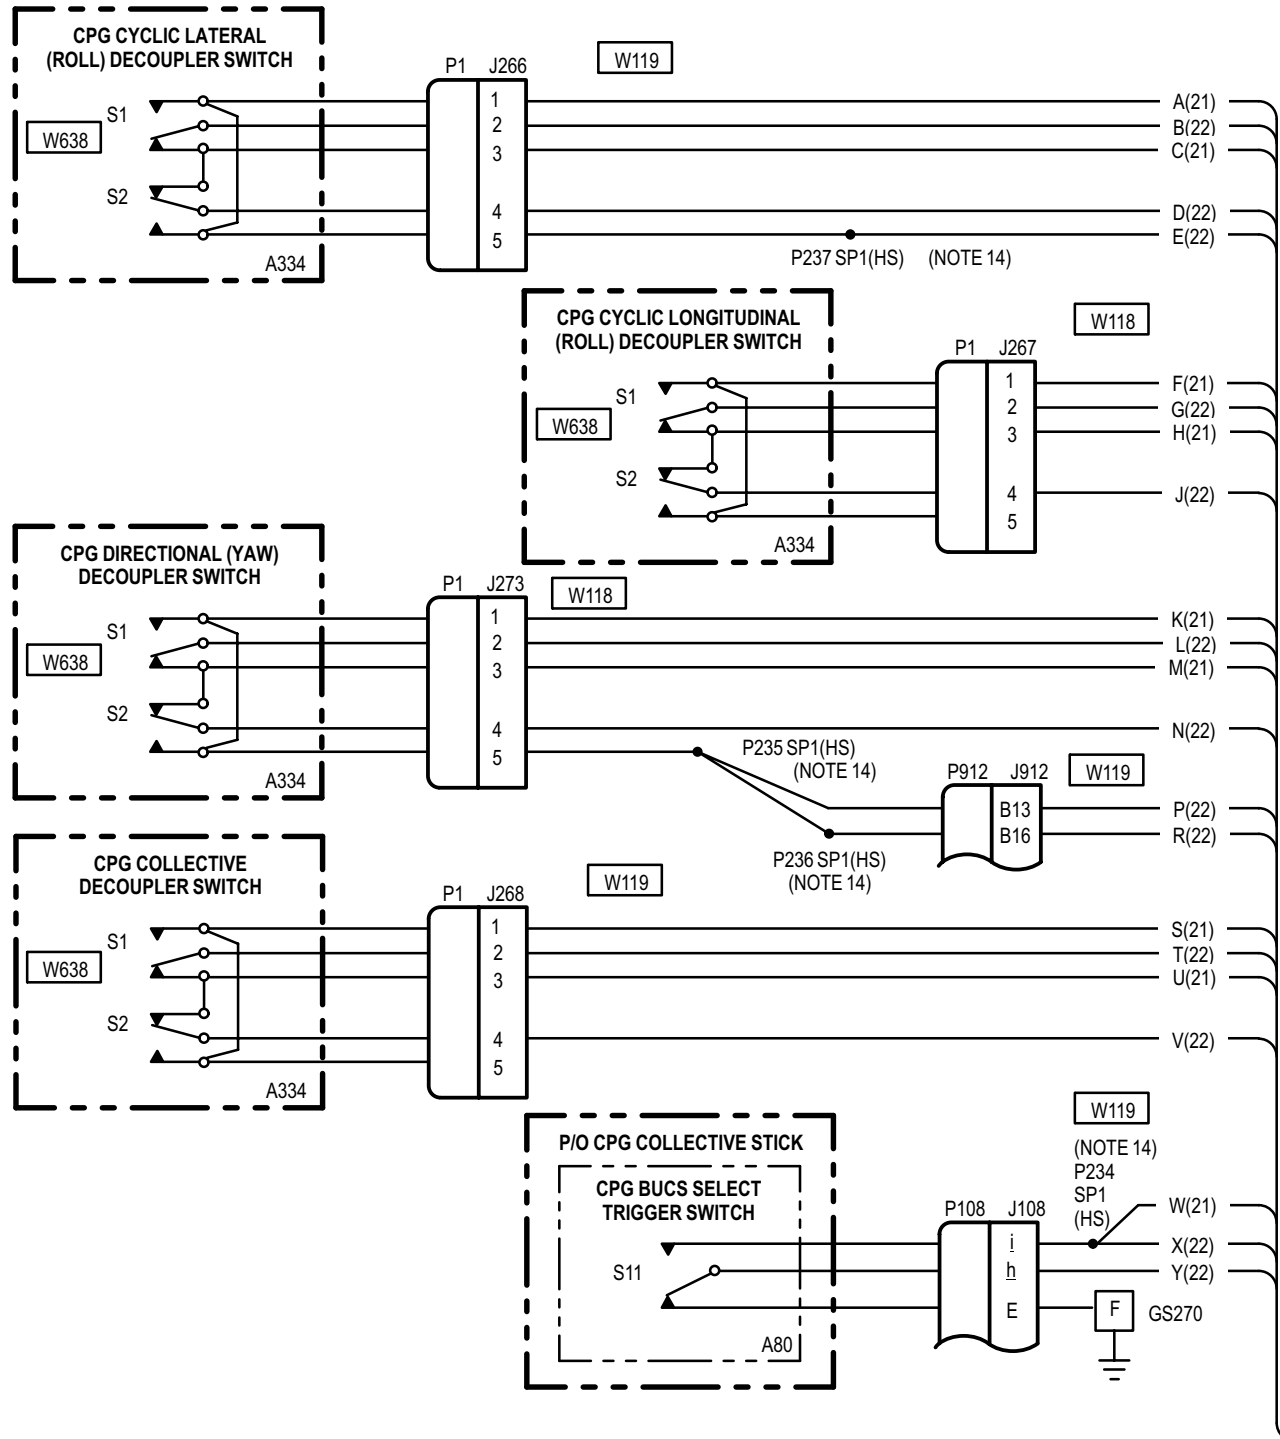 CPG CYCLIC LATERAL
(ROLL) DECOUPLER SWITCH
S1
W638
S2
A334
P1 J266
1
2
3
4
5
W119
A(21)
B(22)
C(21)
D(22)
E(22)
P237 SP1(HS) (NOTE 14)
CPG CYCLIC LONGITUDINAL
(ROLL) DECOUPLER SWITCH
S1
W638
S2
A334
P1 J267
1
2
3
4
5
W118
F(21)
G(22)
H(21)
J(22)
CPG DIRECTIONAL (YAW)
DECOUPLER SWITCH
S1
W638
S2
A334
P1 J273
1
2
3
4
5
W118
K(21)
L(22)
M(21)
N(22)
P235 SP1(HS)
(NOTE 14)
P236 SP1(HS)
(NOTE 14)
P912 J912
B13
B16
W119
P(22)
R(22)
CPG COLLECTIVE
DECOUPLER SWITCH
S1
W638
S2
A334
P1 J268
1
2
3
4
5
W119
S(21)
T(22)
U(21)
V(22)
P/O CPG COLLECTIVE STICK
CPG BUCS SELECT
TRIGGER SWITCH
S11
A80
P108 J108
i
h
E
W119
(NOTE 14)
P234
SP1
(HS)
W(21)
X(22)
Y(22)
F GS270